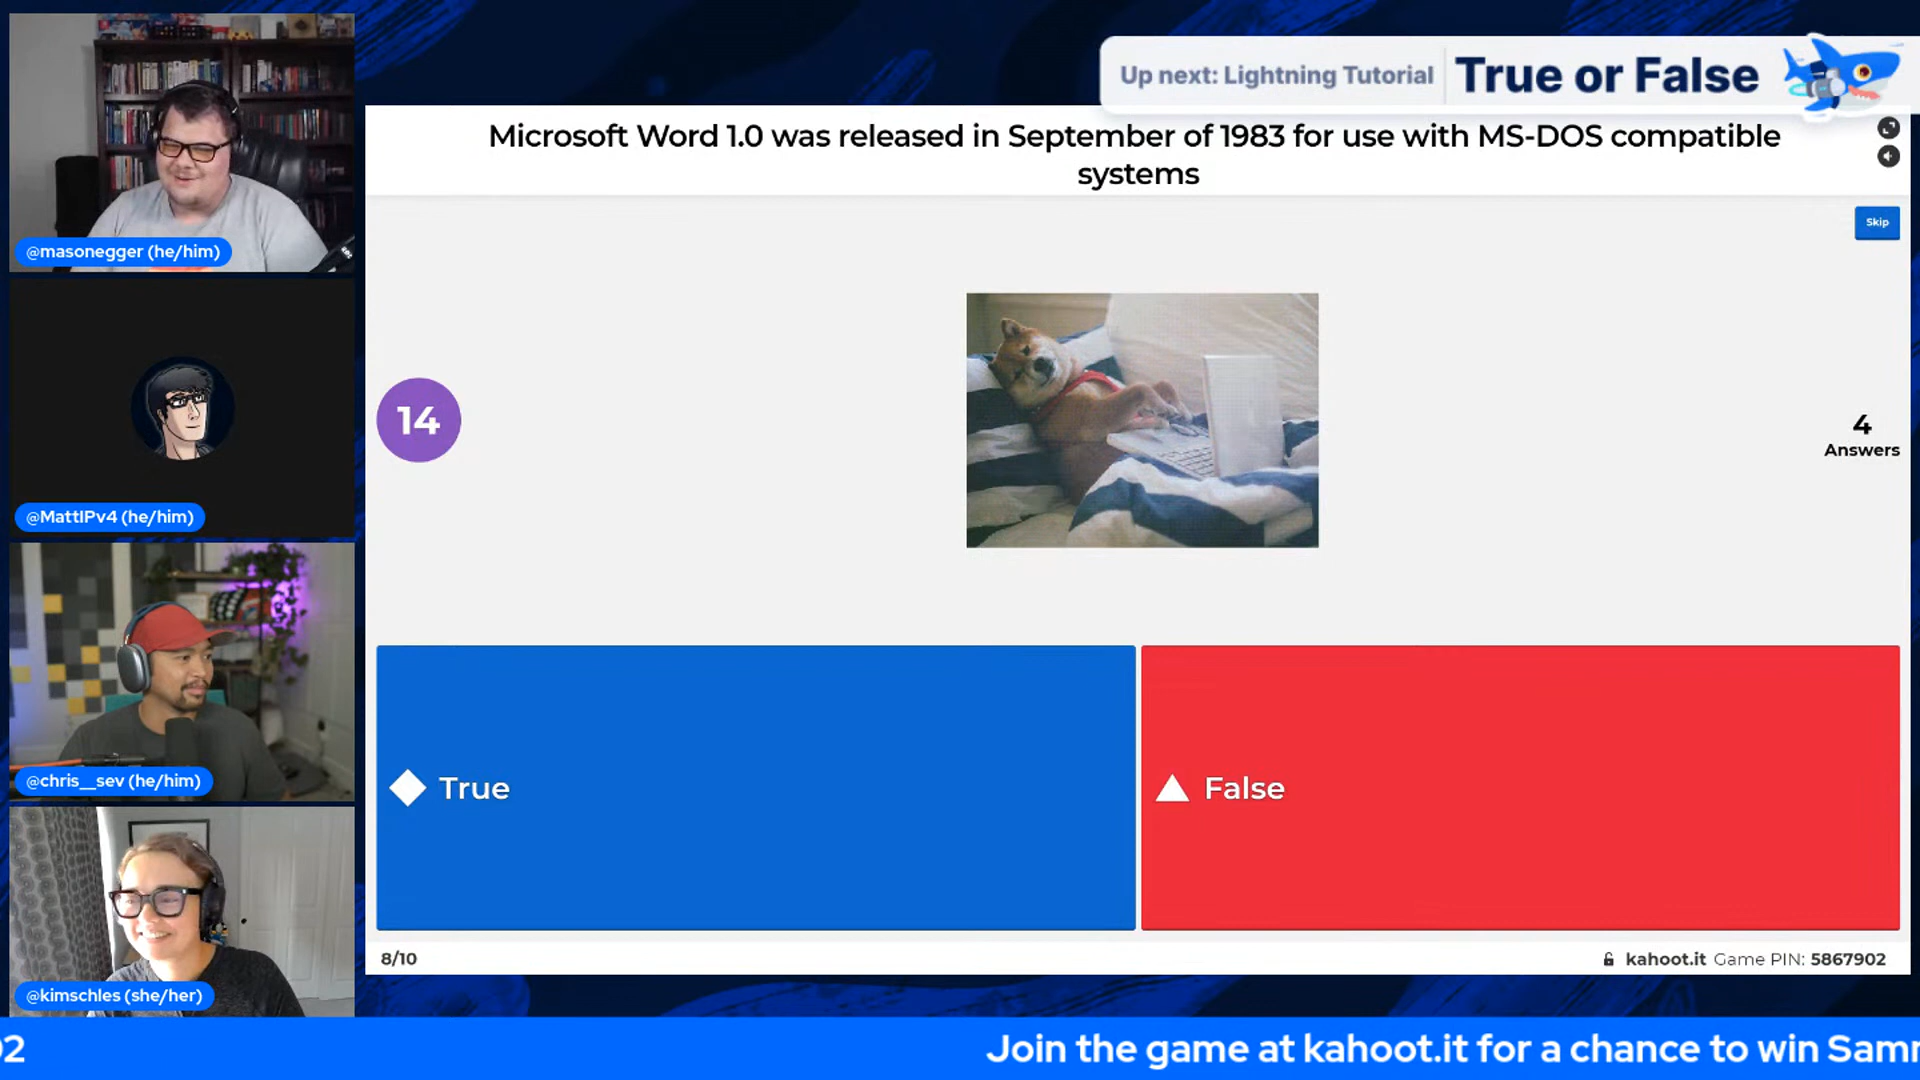 Up next: Lightning Tutorial
True or False
Microsoft Word 1.0 was released in September of 1983 for use with MS-DOS compatible
systems
Skip
@masonegger (he/him)
14
4
Answers
@MattIPv4 (he/him)
@chris__sev (he/him)
True
False
8/10
kahoot.it Game PIN: 5867902
@kimschles (she/her)
02
Join the game at kahoot.it for a chance to win Samm